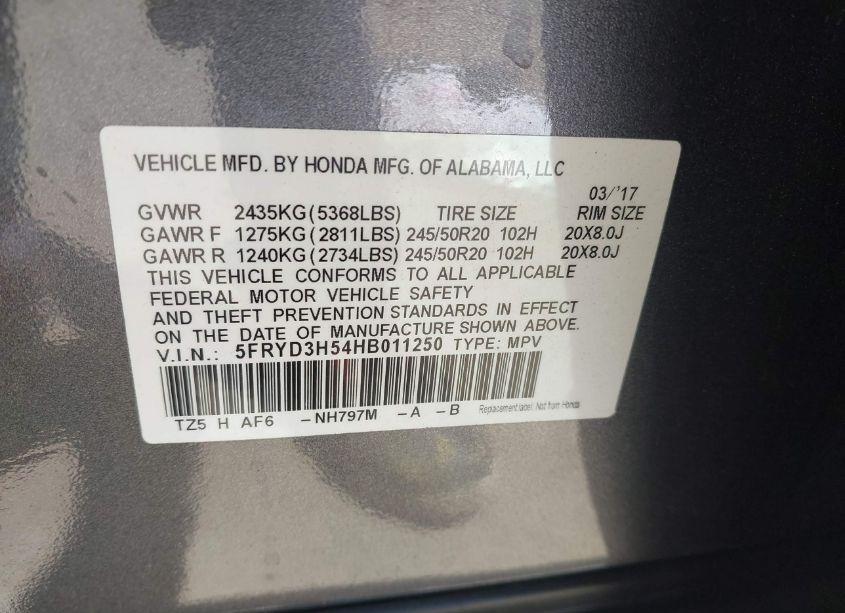 VEHICLE MFD. BY HONDA MFG. OF ALABAMA, LLC
03/'17
GVWR 2435KG (5368LBS) TIRE SIZE RIM SIZE
GAWR F 1275KG (2811LBS) 245/50R20 102H 20X8.0J
GAWR R 1240KG (2734LBS) 245/50R20 102H 20X8.0J
THIS VEHICLE CONFORMS TO ALL APPLICABLE
FEDERAL MOTOR VEHICLE SAFETY
AND THEFT PREVENTION STANDARDS IN EFFECT
ON THE DATE OF MANUFACTURE SHOWN ABOVE.
V.I.N.: 5FRYD3H54HB011250 TYPE: MPV
TZ5 H AF6 -NH797M -A -B Replacement label: Not from Honda